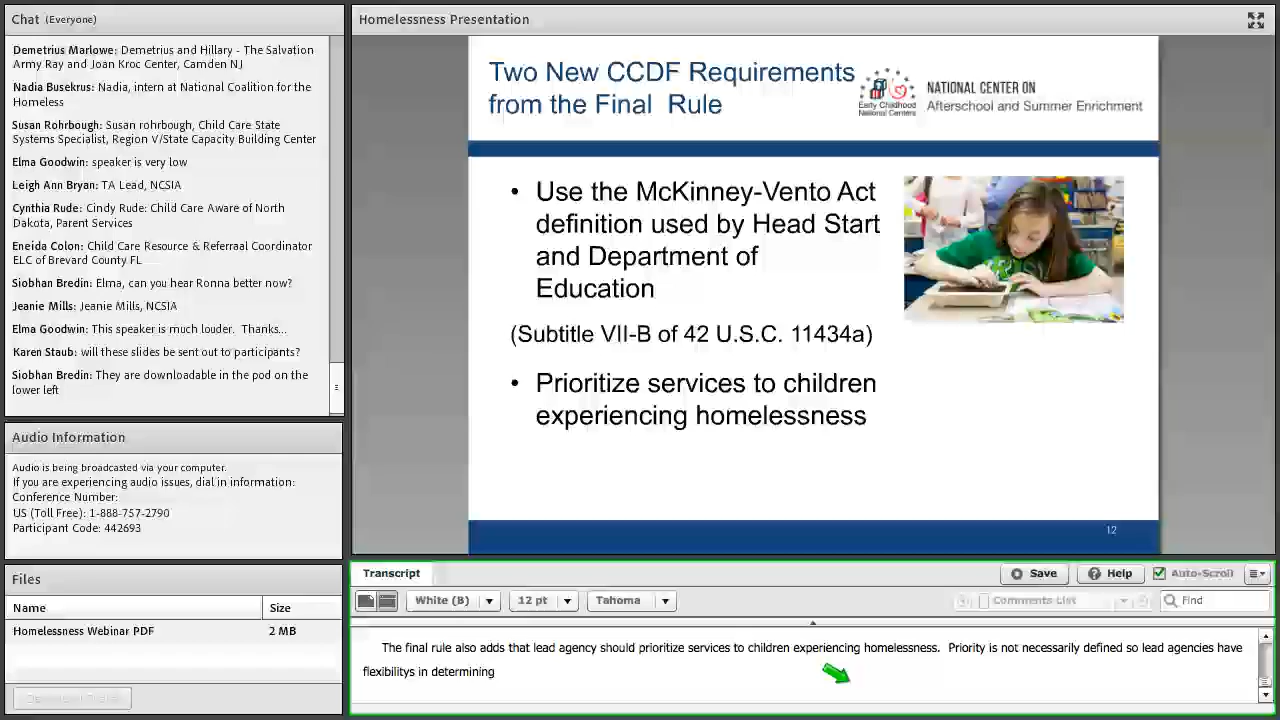 Chat (Everyone)
Demetrius Marlowe: Demetrius and Hillary - The Salvation
Army Ray and Joan Kroc Center, Camden NJ
Nadia Busekrus: Nadia, intern at National Coalition for the
Homeless
Susan Rohrbough: Susan rohrbough, Child Care State
Systems Specialist, Region V/State Capacity Building Center
Elma Goodwin: speaker is very low
Leigh Ann Bryan: TA Lead, NCSIA
Cynthia Rude: Cindy Rude: Child Care Aware of North
Dakota, Parent Services
Eneida Colon: Child Care Resource & Referraal Coordinator
ELC of Brevard County FL
Siobhan Bredin: Elma, can you hear Ronna better now?
Jeanie Mills: Jeanie Mills, NCSIA
Elma Goodwin: This speaker is much louder.  Thanks...
Karen Staub: will these slides be sent out to participants?
Siobhan Bredin: They are downloadable in the pod on the
lower left
Audio Information
Audio is being broadcasted via your computer.
If you are experiencing audio issues, dial in information:
Conference Number:
US (Toll Free): 1-888-757-2790
Participant Code: 442693
Files
Name Size
Homelessness Webinar PDF 2 MB
Homelessness Presentation
Two New CCDF Requirements
from the Final  Rule
Early Childhood
National Centers
NATIONAL CENTER ON
Afterschool and Summer Enrichment
• Use the McKinney-Vento Act
definition used by Head Start
and Department of
Education
(Subtitle VII-B of 42 U.S.C. 11434a)
• Prioritize services to children
experiencing homelessness
12
Transcript Save Help Auto-Scroll
White (B) 12 pt Tahoma Comments List Find
The final rule also adds that lead agency should prioritize services to children experiencing homelessness.  Priority is not necessarily defined so lead agencies have
flexibilitys in determining